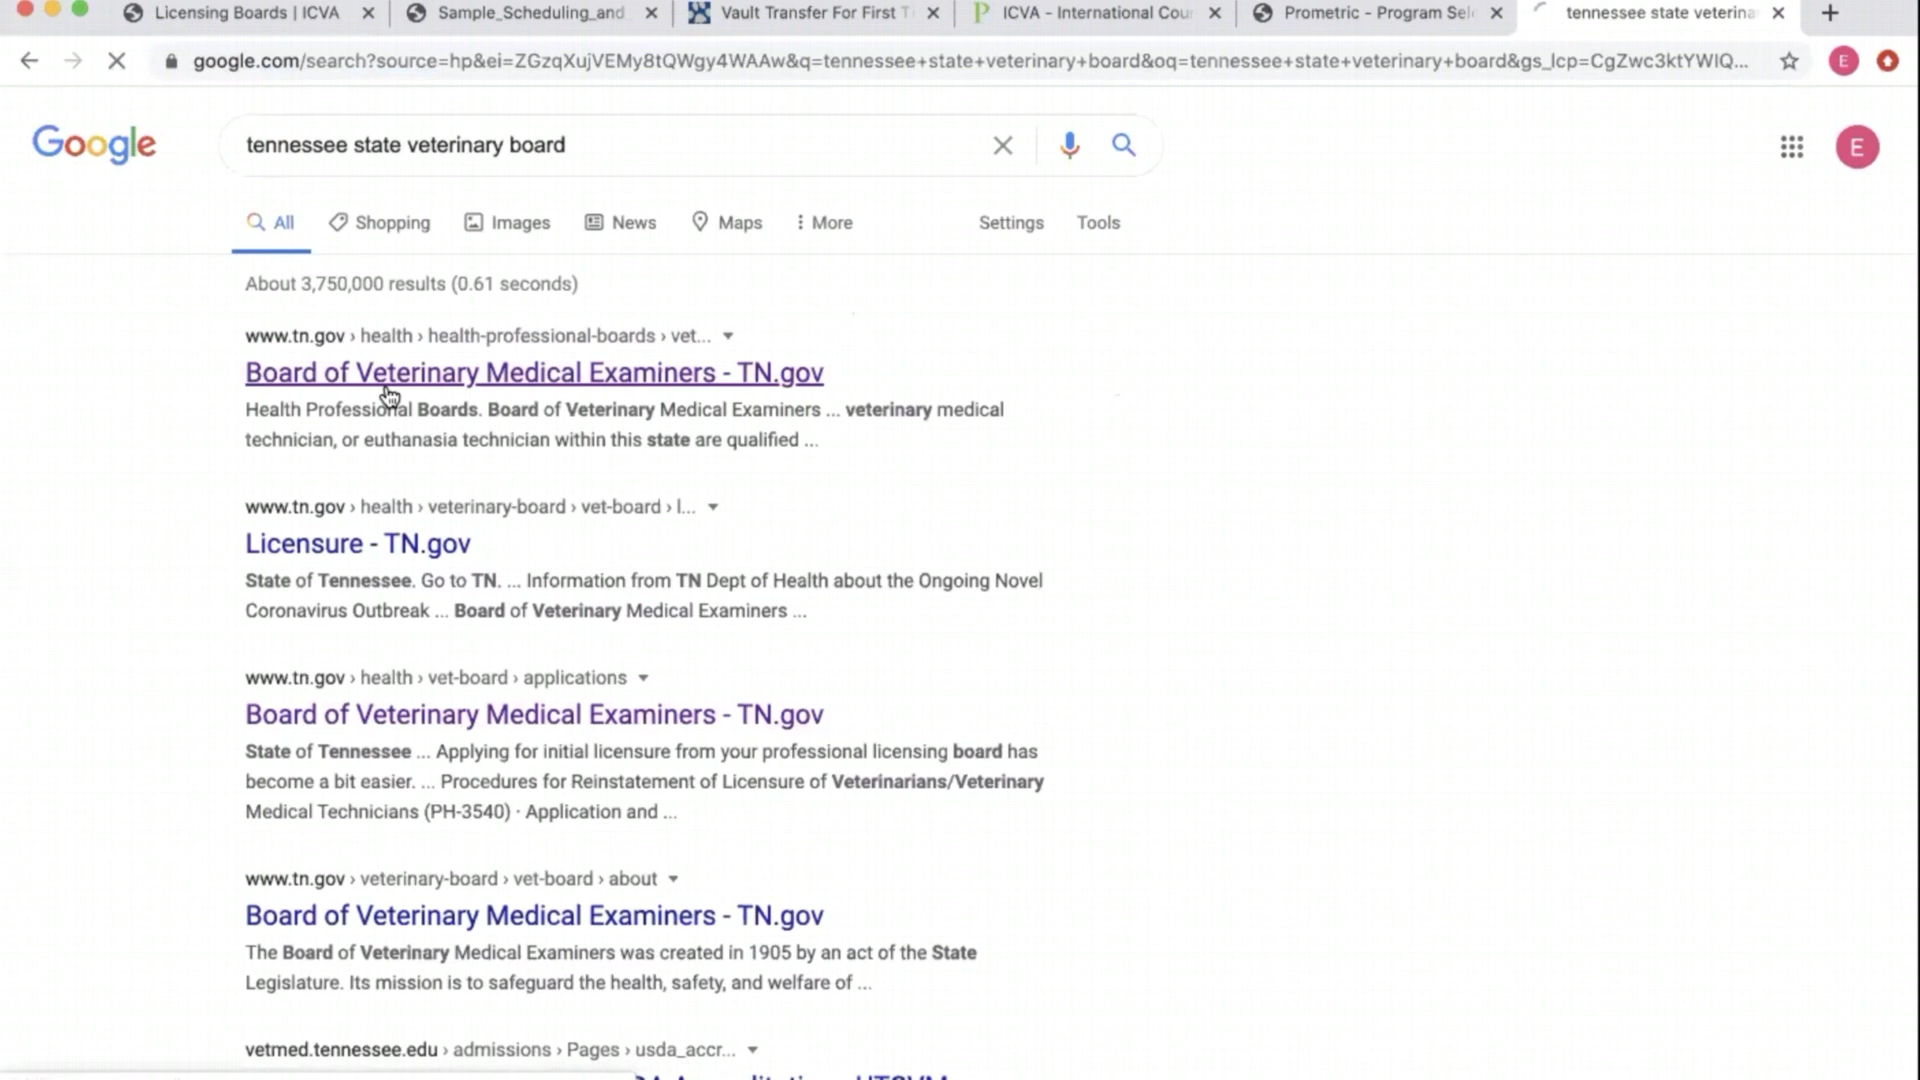 Licensing Boards | ICVA
Sample_Scheduling_and
Vault Transfer For First T
ICVA - International Cou
Prometric - Program Sel
tennessee state veterina
google.com/search?source=hp&ei=ZGzqXujVEMy8tQWgy4WAAw&q=tennessee+state+veterinary+board&oq=tennessee+state+veterinary+board&gs_lcp=CgZwc3ktYWIQ...
E
Google
tennessee state veterinary board
E
All
Shopping
Images
News
Maps
More
Settings
Tools
About 3,750,000 results (0.61 seconds)
www.tn.gov › health › health-professional-boards › vet...
Board of Veterinary Medical Examiners - TN.gov
Health Professional Boards. Board of Veterinary Medical Examiners ... veterinary medical
technician, or euthanasia technician within this state are qualified ...
www.tn.gov › health › veterinary-board › vet-board › l...
Licensure - TN.gov
State of Tennessee. Go to TN. ... Information from TN Dept of Health about the Ongoing Novel
Coronavirus Outbreak ... Board of Veterinary Medical Examiners ...
www.tn.gov › health › vet-board › applications
Board of Veterinary Medical Examiners - TN.gov
State of Tennessee ... Applying for initial licensure from your professional licensing board has
become a bit easier. ... Procedures for Reinstatement of Licensure of Veterinarians/Veterinary
Medical Technicians (PH-3540) · Application and ...
www.tn.gov › veterinary-board › vet-board › about
Board of Veterinary Medical Examiners - TN.gov
The Board of Veterinary Medical Examiners was created in 1905 by an act of the State
Legislature. Its mission is to safeguard the health, safety, and welfare of ...
vetmed.tennessee.edu › admissions › Pages › usda_accr...